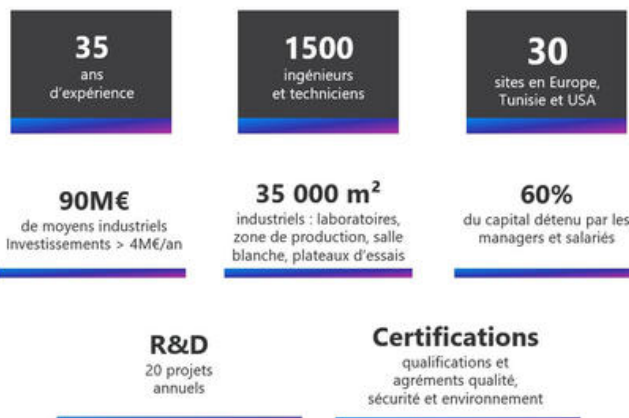 35
ans
d'expérience
1500
ingénieurs
et techniciens
30
sites en Europe,
Tunisie et USA
90M€
de moyens industriels
Investissements > 4M€/an
35 000 m²
industriels : laboratoires,
zone de production, salle
blanche, plateaux d'essais
60%
du capital détenu par les
managers et salariés
R&D
20 projets
annuels
Certifications
qualifications et
agréments qualité,
sécurité et environnement